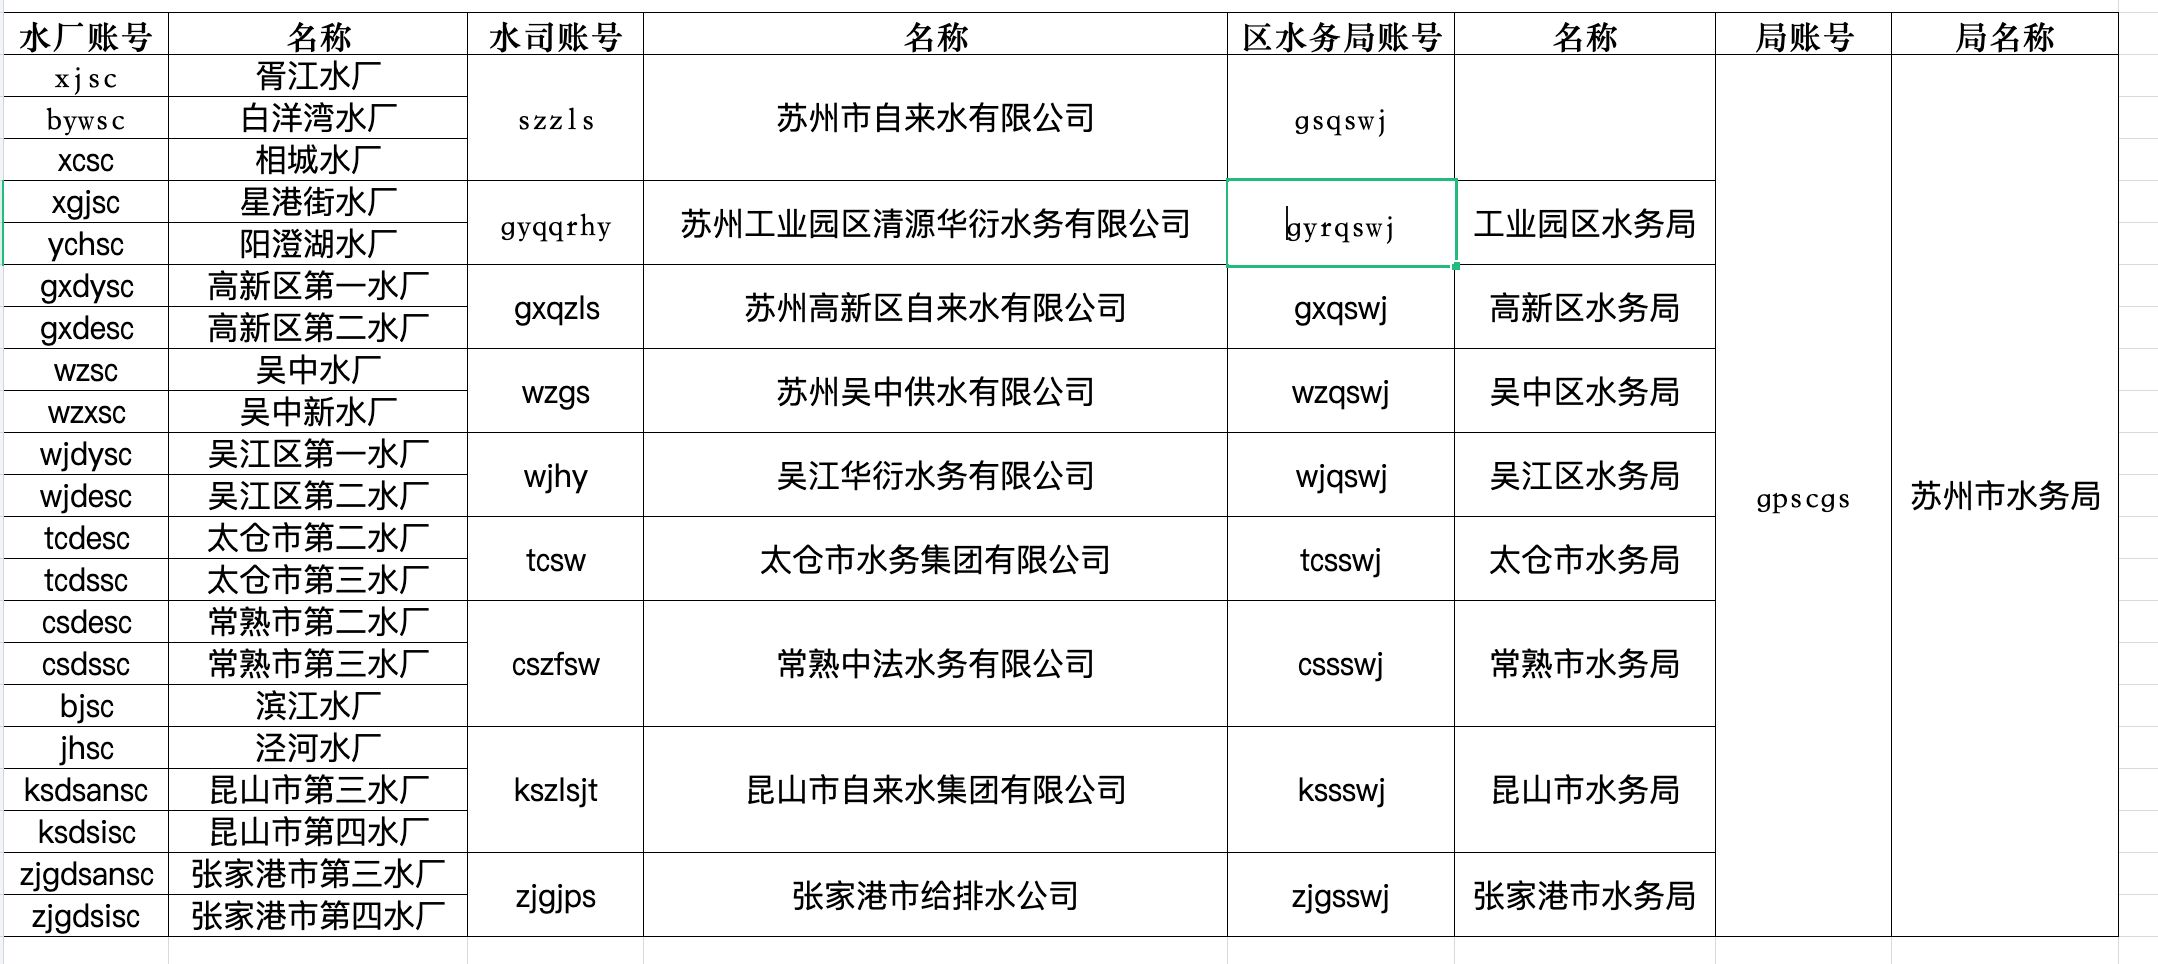 水厂账号 名称 水司账号 名称 区水务局账号 名称 局账号 局名称
xjsc 胥江水厂 szzls 苏州市自来水有限公司 gsqswj gpscgs 苏州市水务局
bywsc 白洋湾水厂
xcsc 相城水厂
xgjsc 星港街水厂 gyqqrhy 苏州工业园区清源华衍水务有限公司 gyrqswj 工业园区水务局
ychsc 阳澄湖水厂
gxdysc 高新区第一水厂 gxqzls 苏州高新区自来水有限公司 gxqswj 高新区水务局
gxdesc 高新区第二水厂
wzsc 吴中水厂 wzgs 苏州吴中供水有限公司 wzqswj 吴中区水务局
wzxsc 吴中新水厂
wjdysc 吴江区第一水厂 wjhy 吴江华衍水务有限公司 wjqswj 吴江区水务局
wjdesc 吴江区第二水厂
tcdesc 太仓市第二水厂 tcsw 太仓市水务集团有限公司 tcsswj 太仓市水务局
tcdssc 太仓市第三水厂
csdesc 常熟市第二水厂 cszfsw 常熟中法水务有限公司 cssswj 常熟市水务局
csdssc 常熟市第三水厂
bjsc 滨江水厂
jhsc 泾河水厂 kszlsjt 昆山市自来水集团有限公司 kssswj 昆山市水务局
ksdsansc 昆山市第三水厂
ksdsisc 昆山市第四水厂
zjgdsansc 张家港市第三水厂 zjgjps 张家港市给排水公司 zjgsswj 张家港市水务局
zjgdsisc 张家港市第四水厂